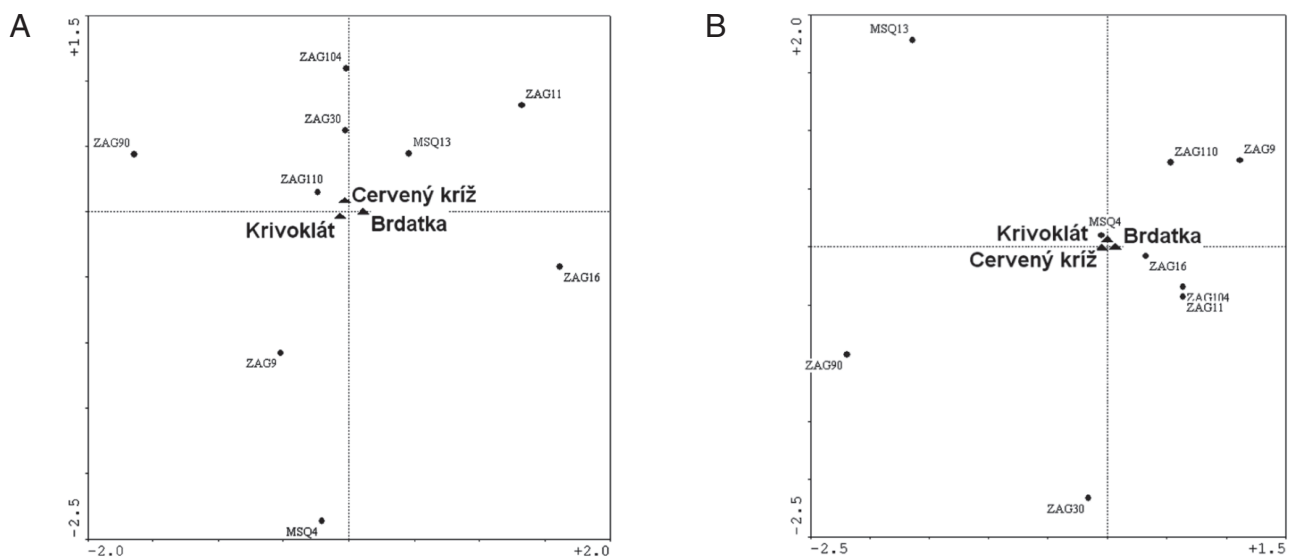 A
+1.5
ZAG104
ZAG11
ZAG30
MSQ13
ZAG90
ZAG110
Cervený kríž
Krivoklát
Brdatka
ZAG16
ZAG9
MSQ4
-2.5
-2.0
+2.0
B
+2.0
MSQ13
ZAG110
ZAG9
MSQ4
Krivoklát
Brdatka
Cervený kríž
ZAG16
ZAG104
ZAG11
ZAG90
ZAG30
-2.5
-2.5
+1.5